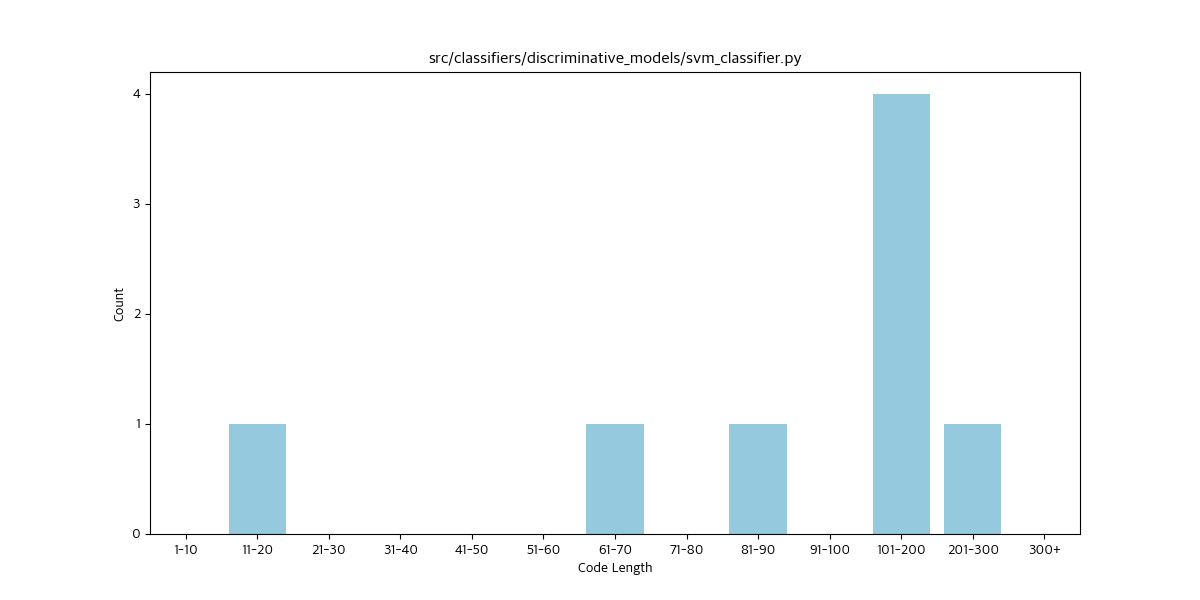 src/classifiers/discriminative_models/svm_classifier.py
Count
4
3
2
1
0
1-10 11-20 21-30 31-40 41-50 51-60 61-70 71-80 81-90 91-100 101-200 201-300 300+
Code Length